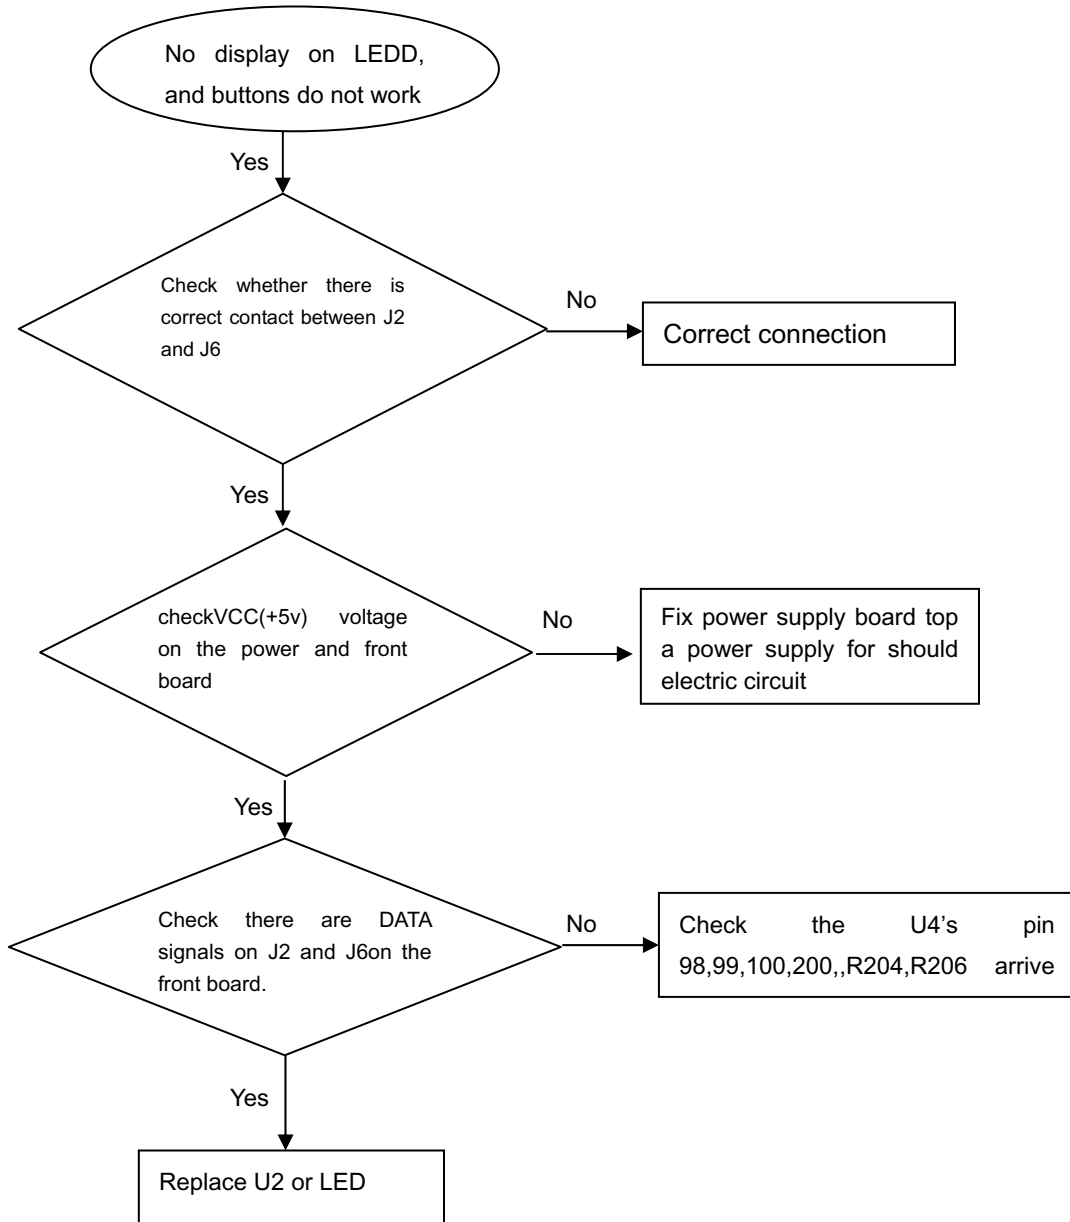 No display on LEDD,
and buttons do not work
Yes
Check whether there is
correct contact between J2
and J6
No
Correct connection
Yes
checkVCC(+5v) voltage
on the power and front
board
No
Fix power supply board top
a power supply for should
electric circuit
Yes
Check there are DATA
signals on J2 and J6on the
front board.
No
Check the U4’s pin
98,99,100,200,,R204,R206 arrive
Yes
Replace U2 or LED